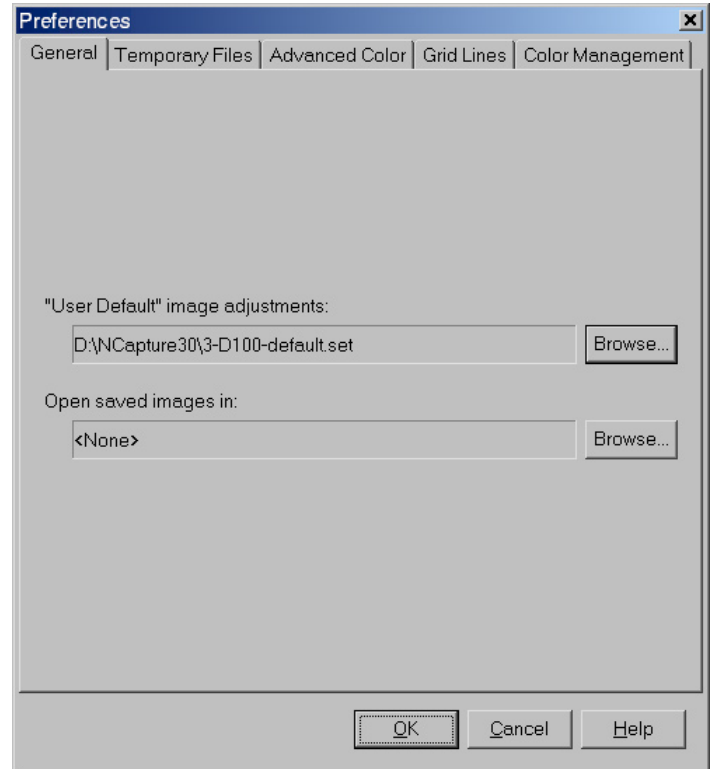 Preferences
General Temporary Files Advanced Color Grid Lines Color Management
"User Default" image adjustments:
D:\NCapture30\3-D100-default.set Browse...
Open saved images in:
<None> Browse...
OK Cancel Help